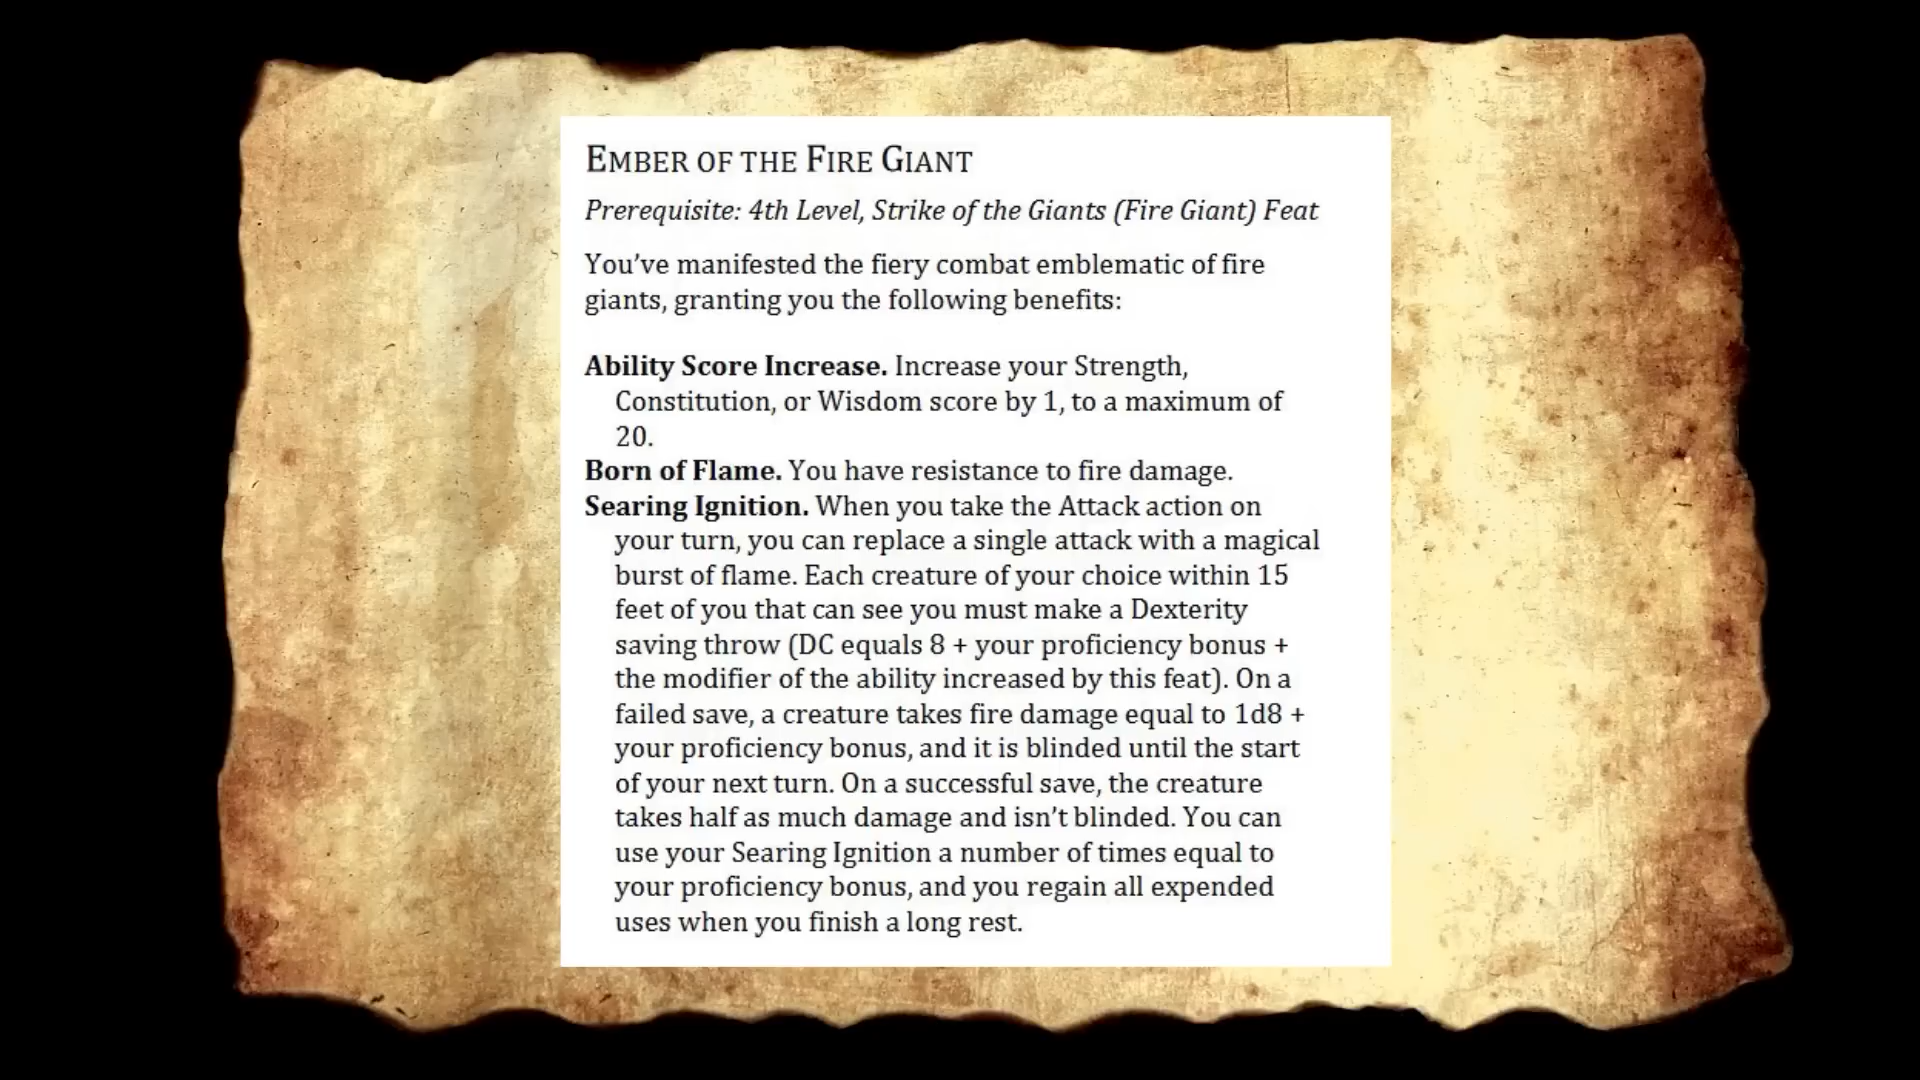 EMBER OF THE FIRE GIANT
Prerequisite: 4th Level, Strike of the Giants (Fire Giant) Feat
You’ve manifested the fiery combat emblematic of fire
giants, granting you the following benefits:
Ability Score Increase. Increase your Strength,
Constitution, or Wisdom score by 1, to a maximum of
20.
Born of Flame. You have resistance to fire damage.
Searing Ignition. When you take the Attack action on
your turn, you can replace a single attack with a magical
burst of flame. Each creature of your choice within 15
feet of you that can see you must make a Dexterity
saving throw (DC equals 8 + your proficiency bonus +
the modifier of the ability increased by this feat). On a
failed save, a creature takes fire damage equal to 1d8 +
your proficiency bonus, and it is blinded until the start
of your next turn. On a successful save, the creature
takes half as much damage and isn’t blinded. You can
use your Searing Ignition a number of times equal to
your proficiency bonus, and you regain all expended
uses when you finish a long rest.